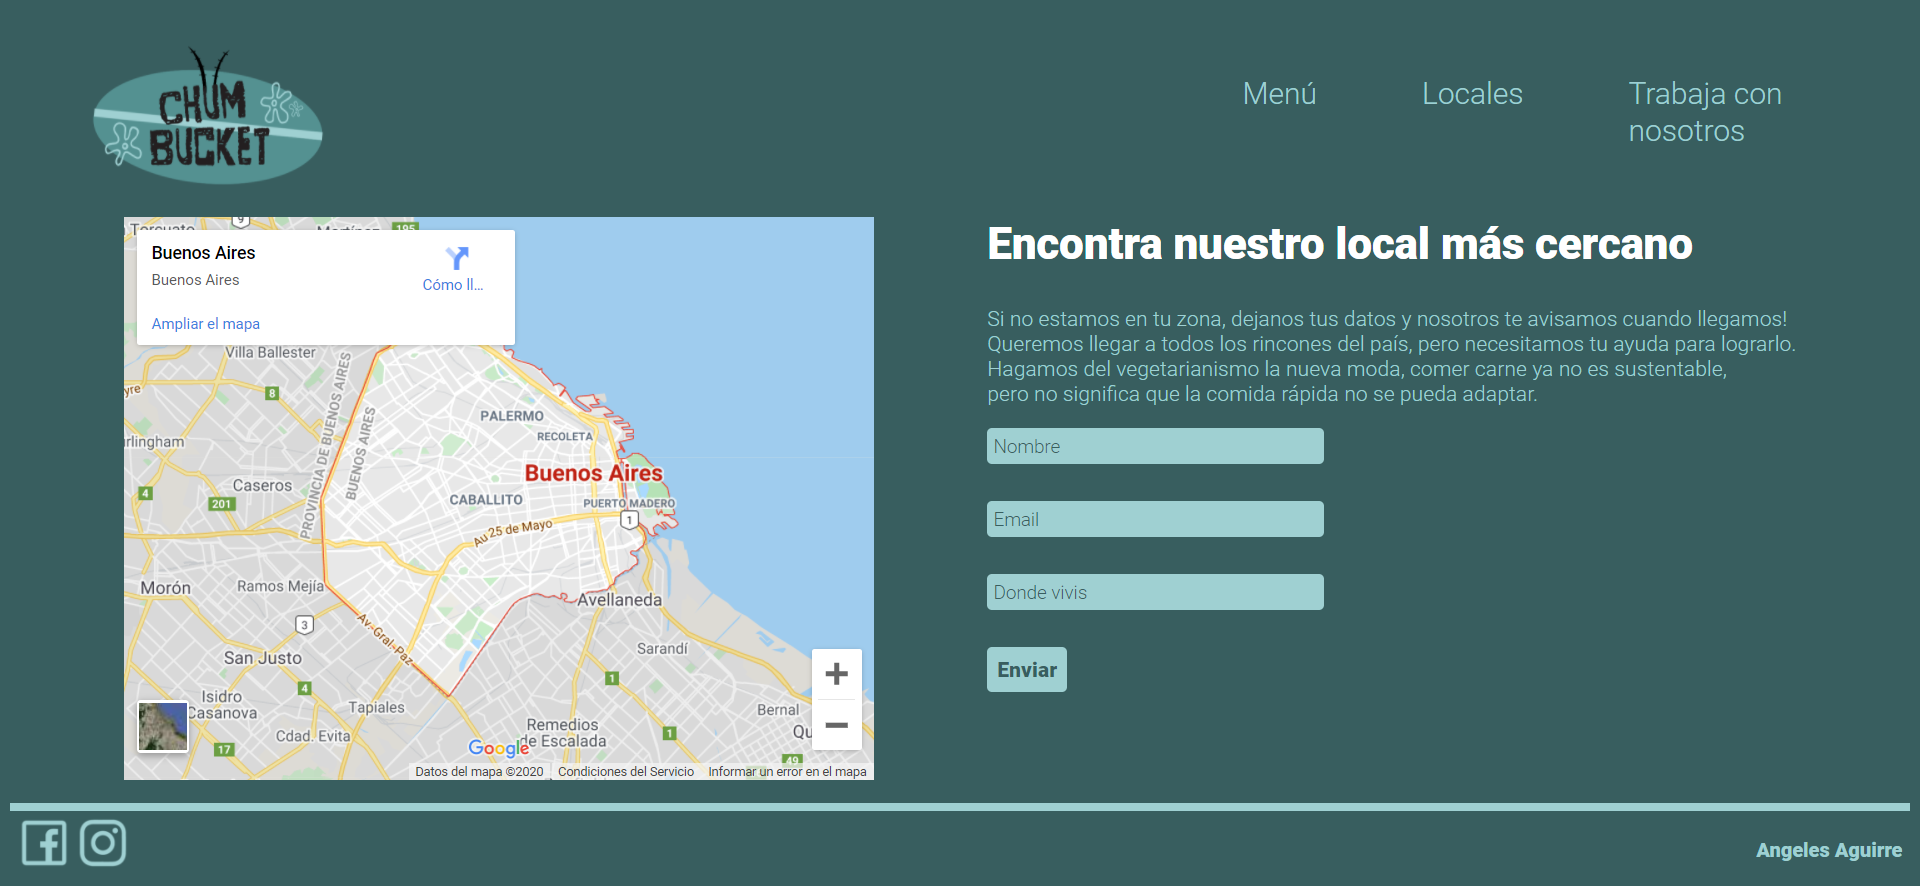 CHUM
BUCKET
Menú
Locales
Trabaja con
nosotros
9
195
Buenos Aires
Buenos Aires
Cómo ll...
Ampliar el mapa
Villa Ballester
8
PROVINCIA DE BUENOS AIRES
BUENOS AIRES
PALERMO
RECOLETA
Buenos Aires
Caseros
4
201
CABALLITO
PUERTO MADERO
1
Au 25 de Mayo
Morón
Ramos Mejía
Avellaneda
3
Av. Gral. Paz
San Justo
Sarandí
4
1
Isidro
Casanova
Tapiales
Bernal
Remedios
de Escalada
Cdad. Evita
1
17
49
Google
Datos del mapa ©2020
Condiciones del Servicio
Informar un error en el mapa
Encontra nuestro local más cercano
Si no estamos en tu zona, dejanos tus datos y nosotros te avisamos cuando llegamos!
Queremos llegar a todos los rincones del país, pero necesitamos tu ayuda para lograrlo.
Hagamos del vegetarianismo la nueva moda, comer carne ya no es sustentable,
pero no significa que la comida rápida no se pueda adaptar.
Nombre
Email
Donde vivis
Enviar
Angeles Aguirre